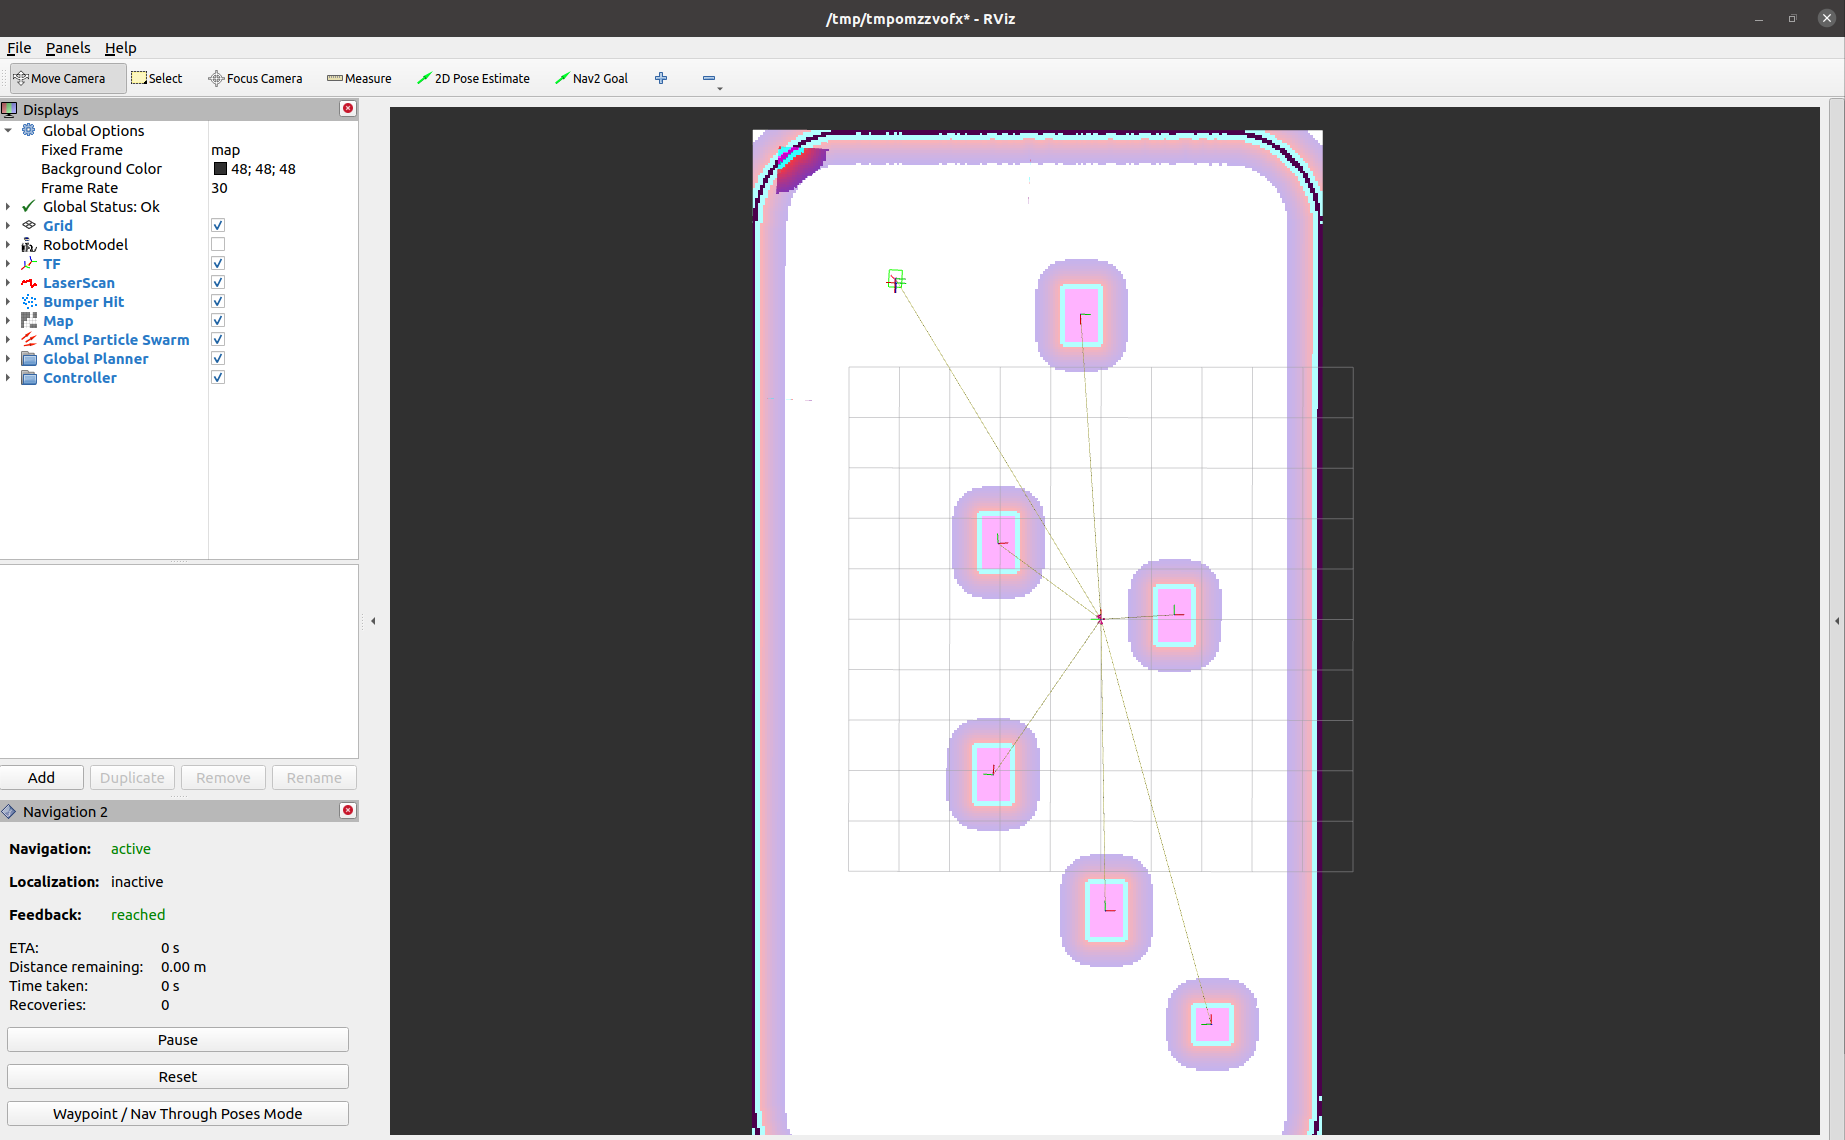 /tmp/tmpomzzvofx* - RViz
File Panels Help
Move Camera Select Focus Camera Measure 2D Pose Estimate Nav2 Goal
Displays
Global Options
Fixed Frame map
Background Color 48; 48; 48
Frame Rate 30
Global Status: Ok
Grid
RobotModel
TF
LaserScan
Bumper Hit
Map
Amcl Particle Swarm
Global Planner
Controller
Add Duplicate Remove Rename
Navigation 2
Navigation: active
Localization: inactive
Feedback: reached
ETA: 0 s
Distance remaining: 0.00 m
Time taken: 0 s
Recoveries: 0
Pause
Reset
Waypoint / Nav Through Poses Mode